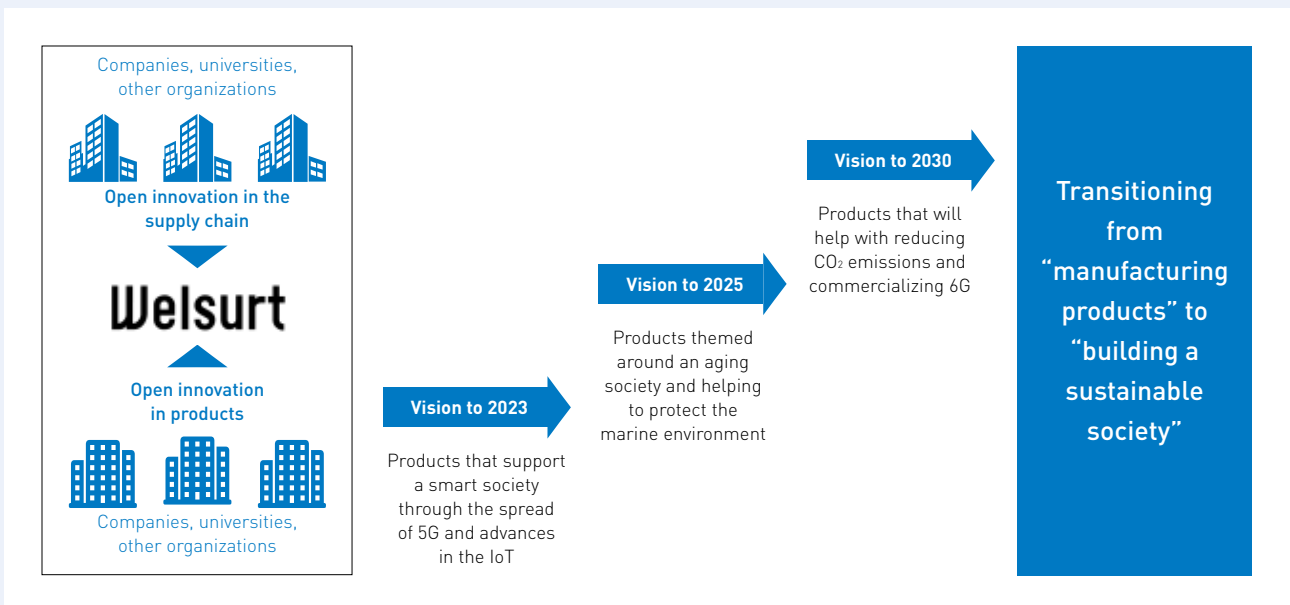 Companies, universities,
other organizations
Open innovation in the
supply chain
Welsurt
Open innovation
in products
Companies, universities,
other organizations
Vision to 2023
Products that support
a smart society
through the spread
of 5G and advances
in the IoT
Vision to 2025
Products themed
around an aging
society and helping
to protect the
marine environment
Vision to 2030
Products that will
help with reducing
CO₂ emissions and
commercializing 6G
Transitioning
from
“manufacturing
products” to
“building a
sustainable
society”